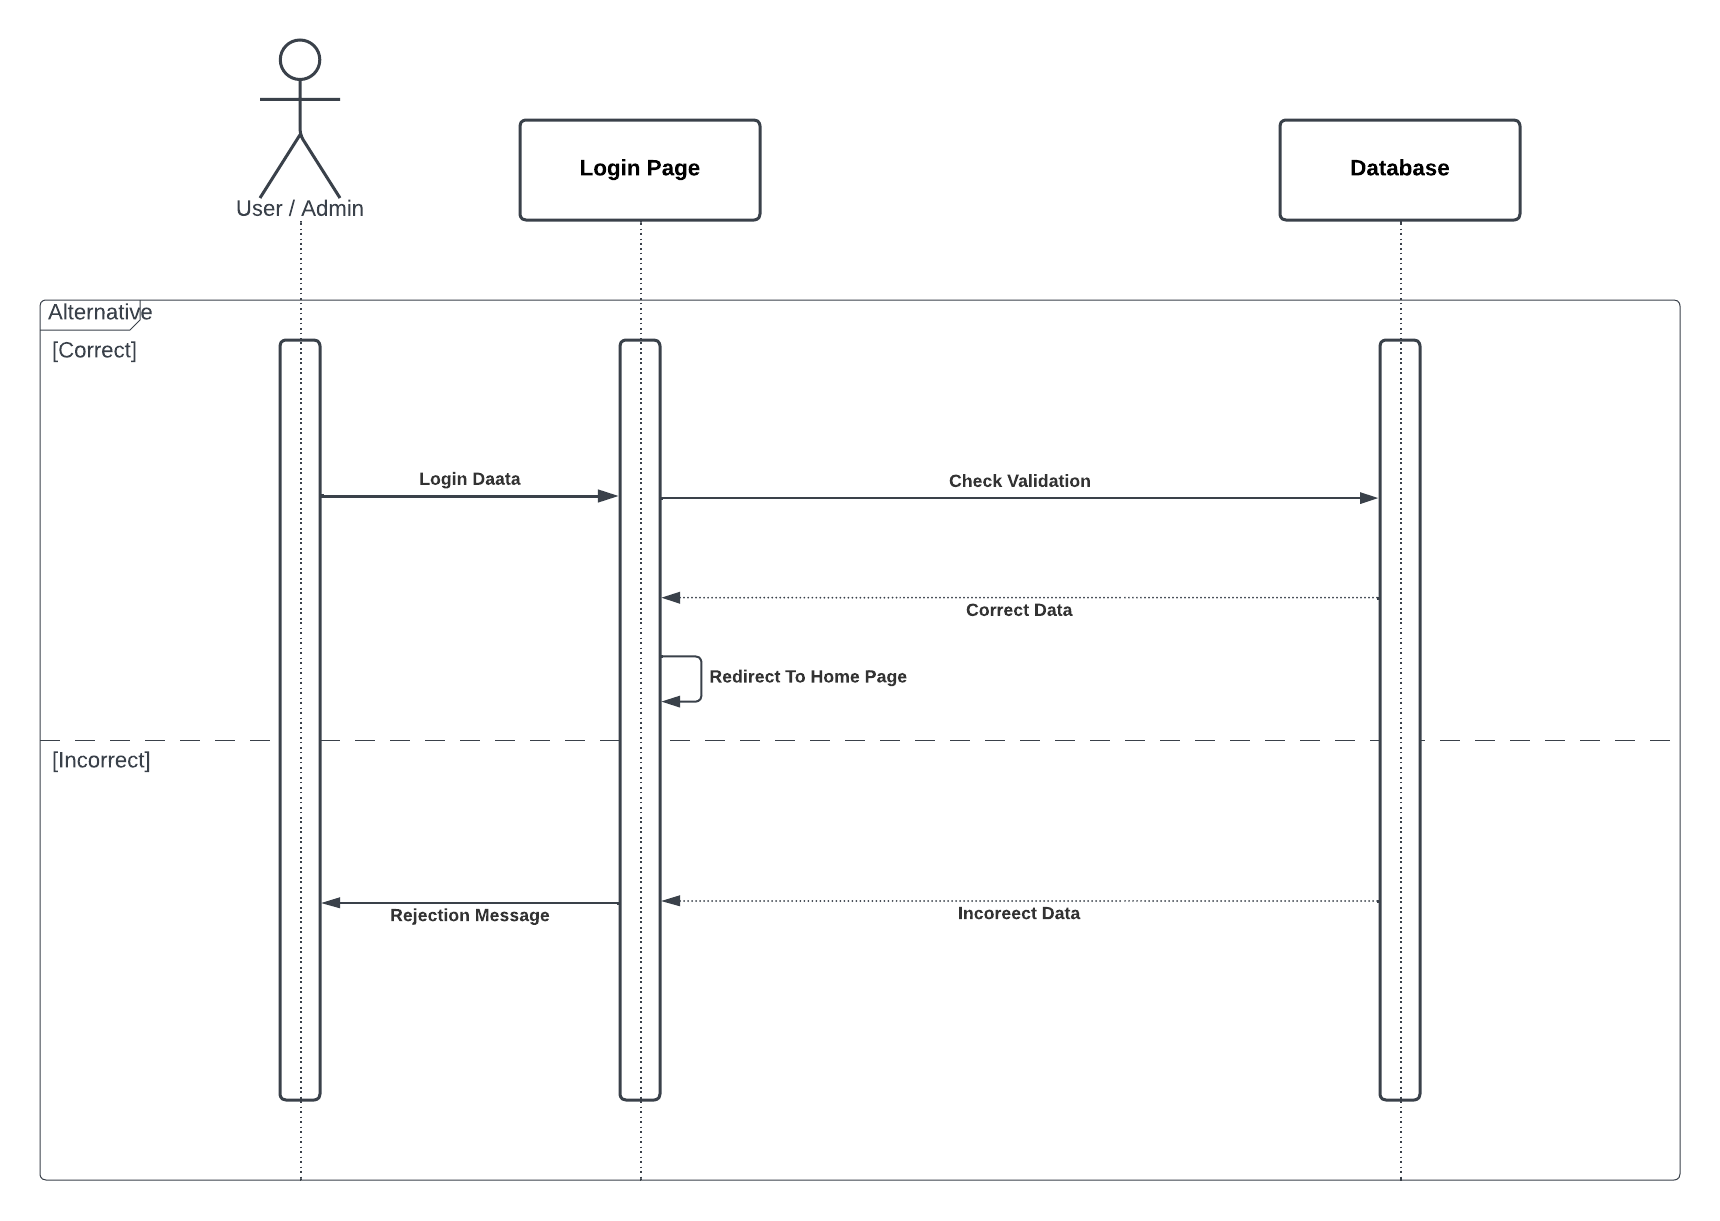 User / Admin
Login Page
Database
Alternative
[Correct]
Login Daata
Check Validation
Correct Data
Redirect To Home Page
[Incorrect]
Rejection Message
Incoreect Data